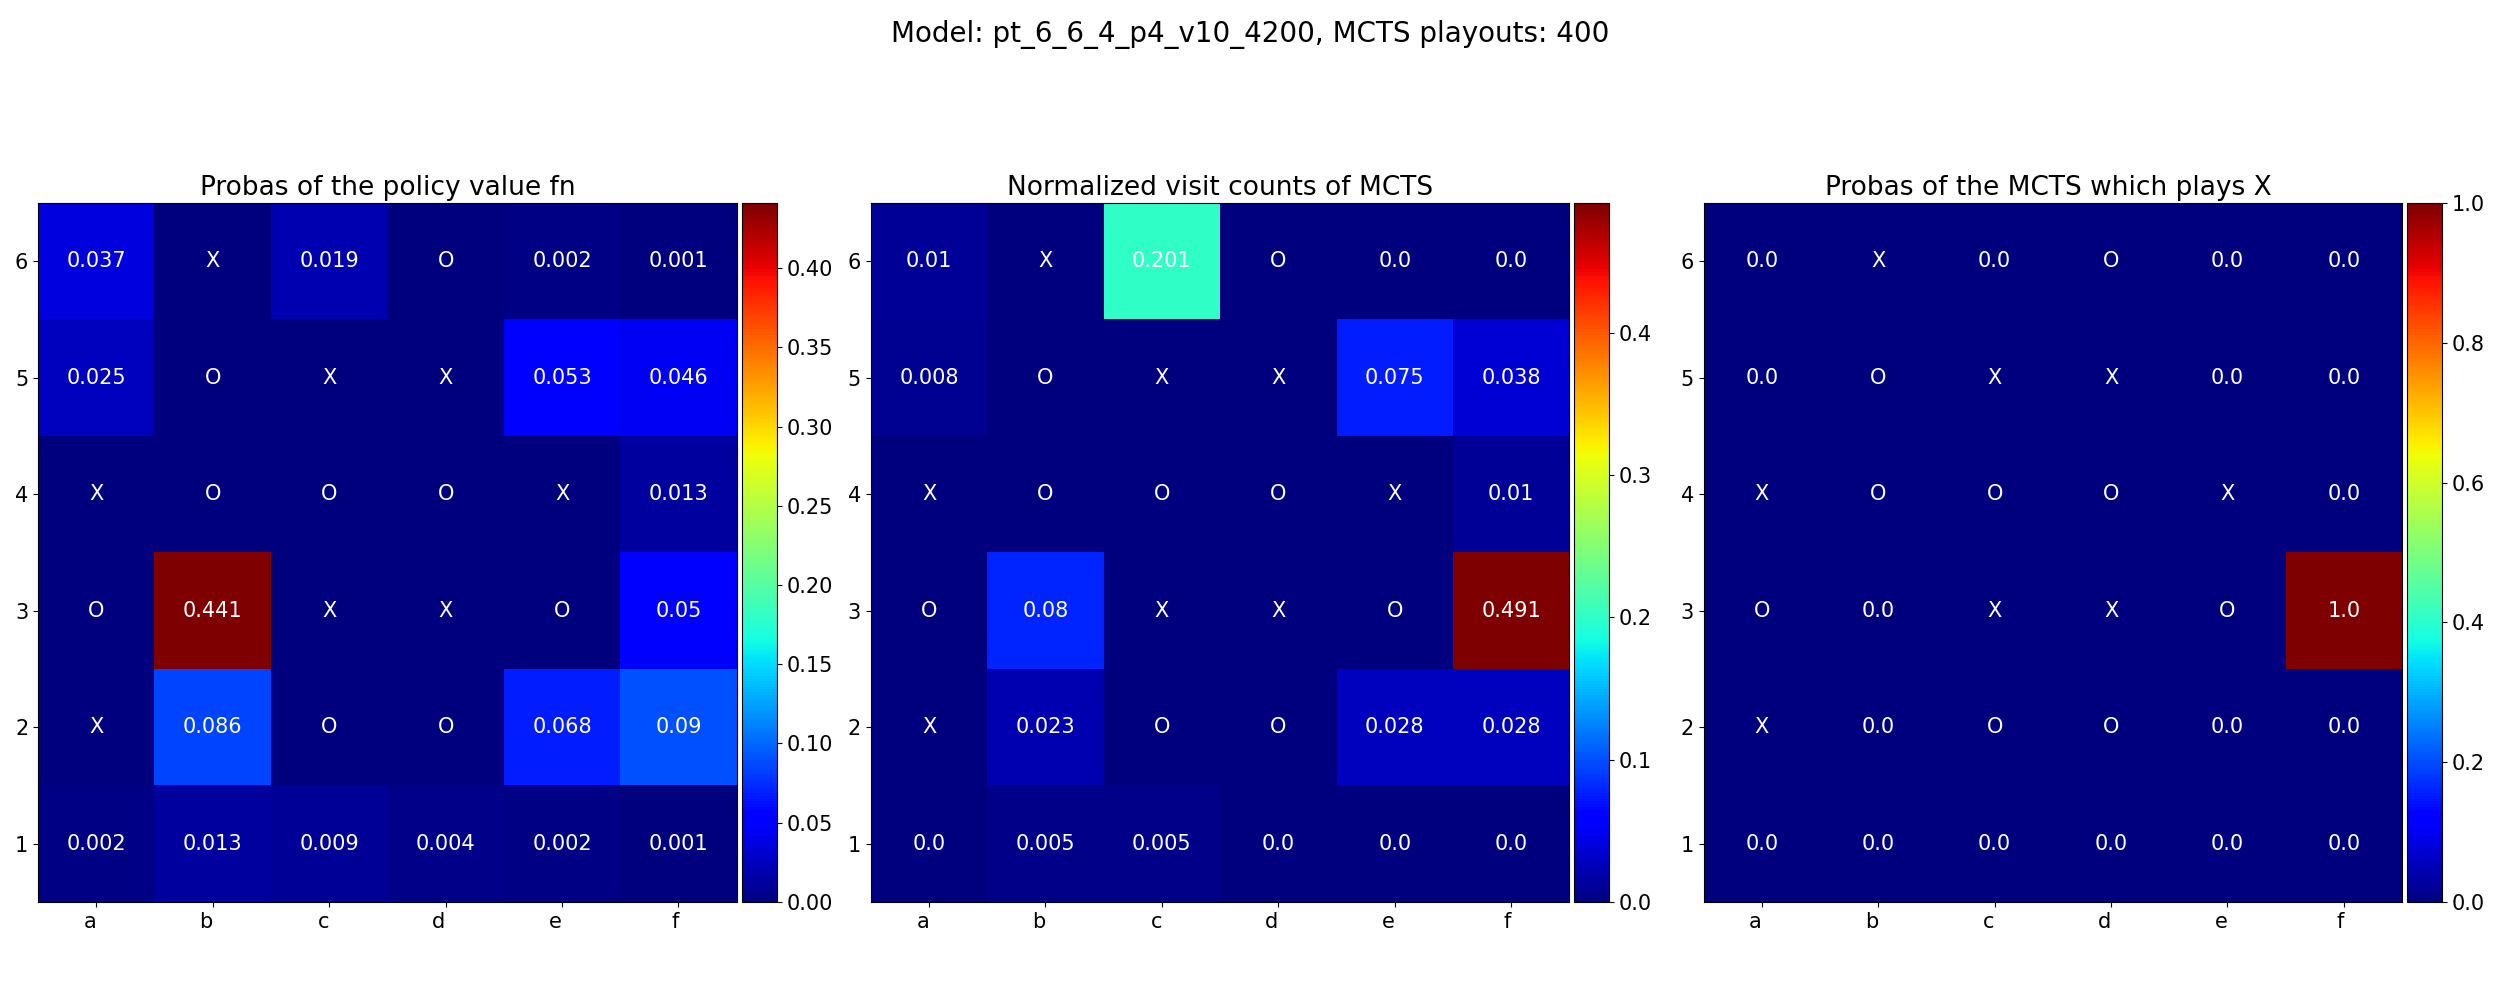 Model: pt_6_6_4_p4_v10_4200, MCTS playouts: 400
Probas of the policy value fn
6 0.037 X 0.019 O 0.002 0.001
5 0.025 O X X 0.053 0.046
4 X O O O X 0.013
3 O 0.441 X X O 0.05
2 X 0.086 O O 0.068 0.09
1 0.002 0.013 0.009 0.004 0.002 0.001
a b c d e f
0.40
0.35
0.30
0.25
0.20
0.15
0.10
0.05
0.00
Normalized visit counts of MCTS
6 0.01 X 0.201 O 0.0 0.0
5 0.008 O X X 0.075 0.038
4 X O O O X 0.01
3 O 0.08 X X O 0.491
2 X 0.023 O O 0.028 0.028
1 0.0 0.005 0.005 0.0 0.0 0.0
a b c d e f
0.4
0.3
0.2
0.1
0.0
Probas of the MCTS which plays X
6 0.0 X 0.0 O 0.0 0.0
5 0.0 O X X 0.0 0.0
4 X O O O X 0.0
3 O 0.0 X X O 1.0
2 X 0.0 O O 0.0 0.0
1 0.0 0.0 0.0 0.0 0.0 0.0
a b c d e f
1.0
0.8
0.6
0.4
0.2
0.0